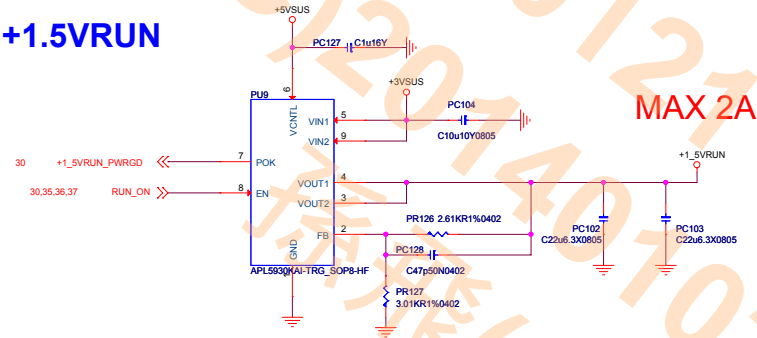 +5VSUS
+1.5VRUN
PC127
C1u16Y
+3VSUS
6
PU9
VCNTL
PC104
MAX 2A
VIN1
5
C10u10Y0805
VIN2
9
+1_5VRUN
30
+1_5VRUN_PWRGD
7
POK
30,35,36,37
RUN_ON
8
EN
VOUT1
4
VOUT2
3
PR126 2.61KR1%0402
FB
2
PC102
PC103
C22u6.3X0805
C22u6.3X0805
GND
PC128
C47p50N0402
APL5930KAI-TRG_SOP8-HF
PR127
3.01KR1%0402